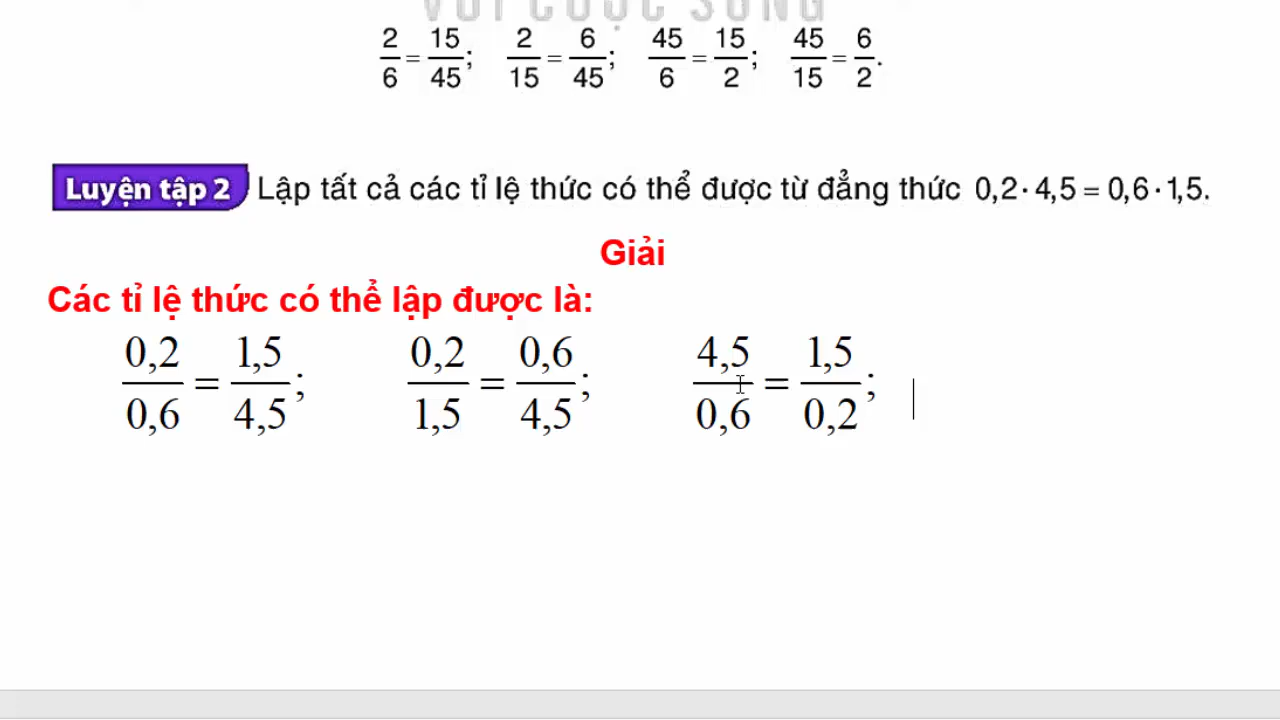 VỚI CUỘC SỐNG
2/6 = 15/45; 2/15 = 6/45; 45/6 = 15/2; 45/15 = 6/2.
Luyện tập 2 Lập tất cả các tỉ lệ thức có thể được từ đẳng thức 0,2 · 4,5 = 0,6 · 1,5.
Giải
Các tỉ lệ thức có thể lập được là:
0,2/0,6 = 1,5/4,5; 0,2/1,5 = 0,6/4,5; 4,5/0,6 = 1,5/0,2;